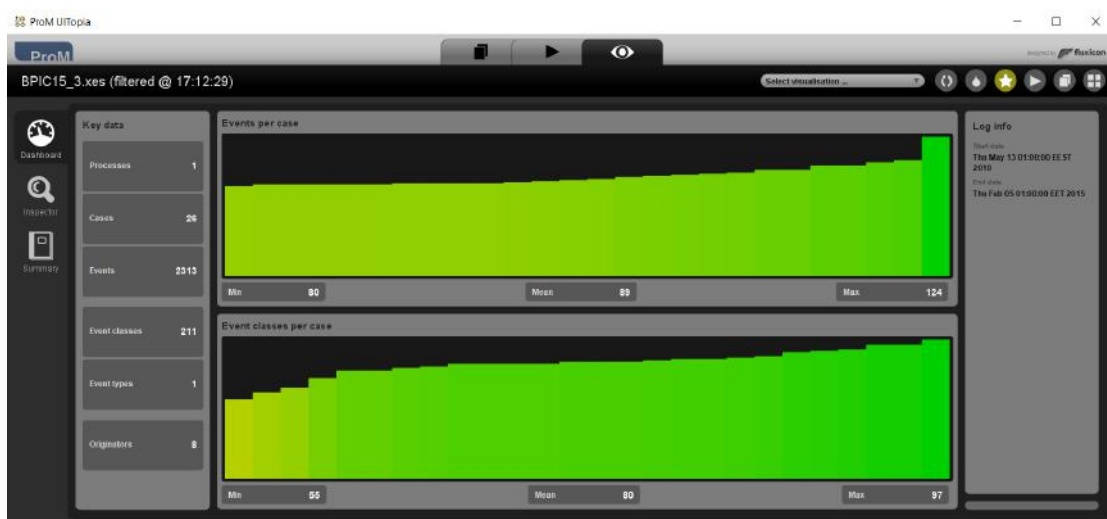 ProM UITopia
ProM
designed by fluxicon
BPIC15_3.xes (filtered @ 17:12:29)
Select visualisation ...
Dashboard
Inspector
Summary
Key data
Processes 1
Cases 26
Events 2313
Event classes 211
Event types 1
Originators 8
Events per case
Min 80
Mean 89
Max 124
Event classes per case
Min 55
Mean 80
Max 97
Log info
Start date
Thu May 13 01:00:00 EEST
2010
End date
Thu Feb 05 01:00:00 EET 2015